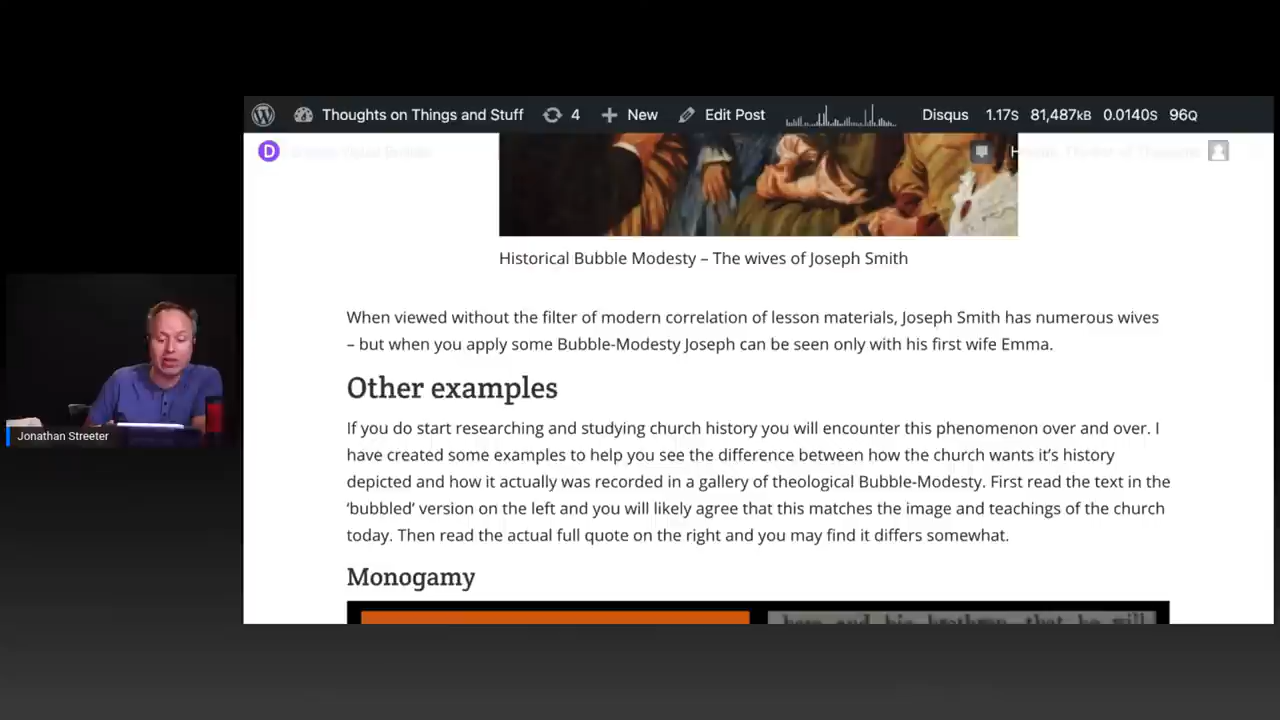 Thoughts on Things and Stuff 4 New Edit Post Disqus 1.17s 81,487kB 0.0140s 96Q
D
Historical Bubble Modesty – The wives of Joseph Smith
When viewed without the filter of modern correlation of lesson materials, Joseph Smith has numerous wives
– but when you apply some Bubble-Modesty Joseph can be seen only with his first wife Emma.
Other examples
If you do start researching and studying church history you will encounter this phenomenon over and over. I
have created some examples to help you see the difference between how the church wants it’s history
depicted and how it actually was recorded in a gallery of theological Bubble-Modesty. First read the text in the
‘bubbled’ version on the left and you will likely agree that this matches the image and teachings of the church
today. Then read the actual full quote on the right and you may find it differs somewhat.
Monogamy
Jonathan Streeter